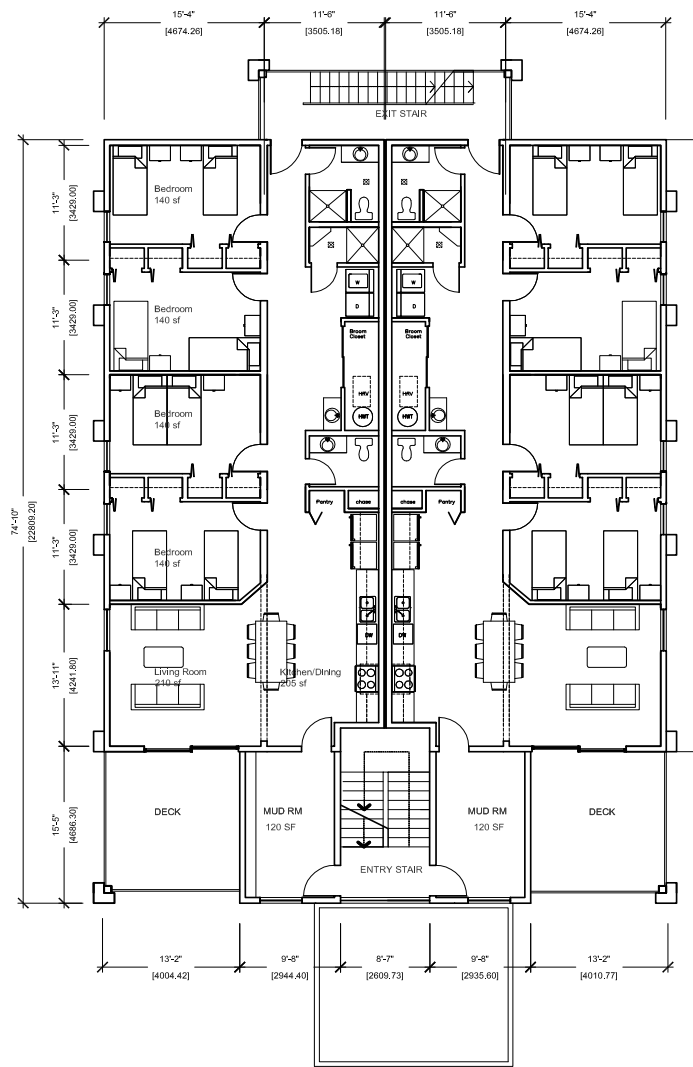 15'-4"
[4674.26]
11'-6"
[3505.18]
11'-6"
[3505.18]
15'-4"
[4674.26]
EXIT STAIR
Bedroom
140 sf
W
D
W
D
Bedroom
140 sf
Broom
Closet
Broom
Closet
HRV
HRV
HWT
HWT
Bedroom
140 sf
Pantry
chase
chase
Pantry
Bedroom
140 sf
DW
DW
Living Room
210 sf
Kitchen/Dining
205 sf
DECK
MUD RM
120 SF
MUD RM
120 SF
DECK
ENTRY STAIR
11'-3"
[3429.00]
11'-3"
[3429.00]
11'-3"
[3429.00]
11'-3"
[3429.00]
13'-11"
[4241.80]
15'-5"
[4686.30]
74'-10"
[22809.20]
13'-2"
[4004.42]
9'-8"
[2944.40]
8'-7"
[2609.73]
9'-8"
[2935.60]
13'-2"
[4010.77]